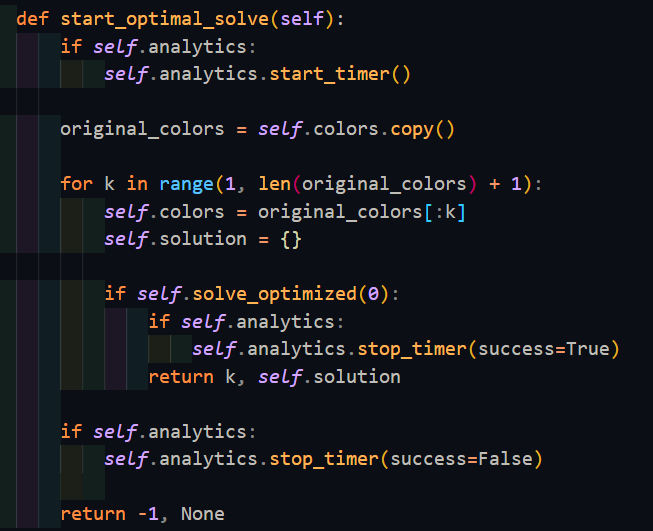 def start_optimal_solve(self):
    if self.analytics:
        self.analytics.start_timer()

    original_colors = self.colors.copy()

    for k in range(1, len(original_colors) + 1):
        self.colors = original_colors[:k]
        self.solution = {}

        if self.solve_optimized(0):
            if self.analytics:
                self.analytics.stop_timer(success=True)
            return k, self.solution

    if self.analytics:
        self.analytics.stop_timer(success=False)

    return -1, None